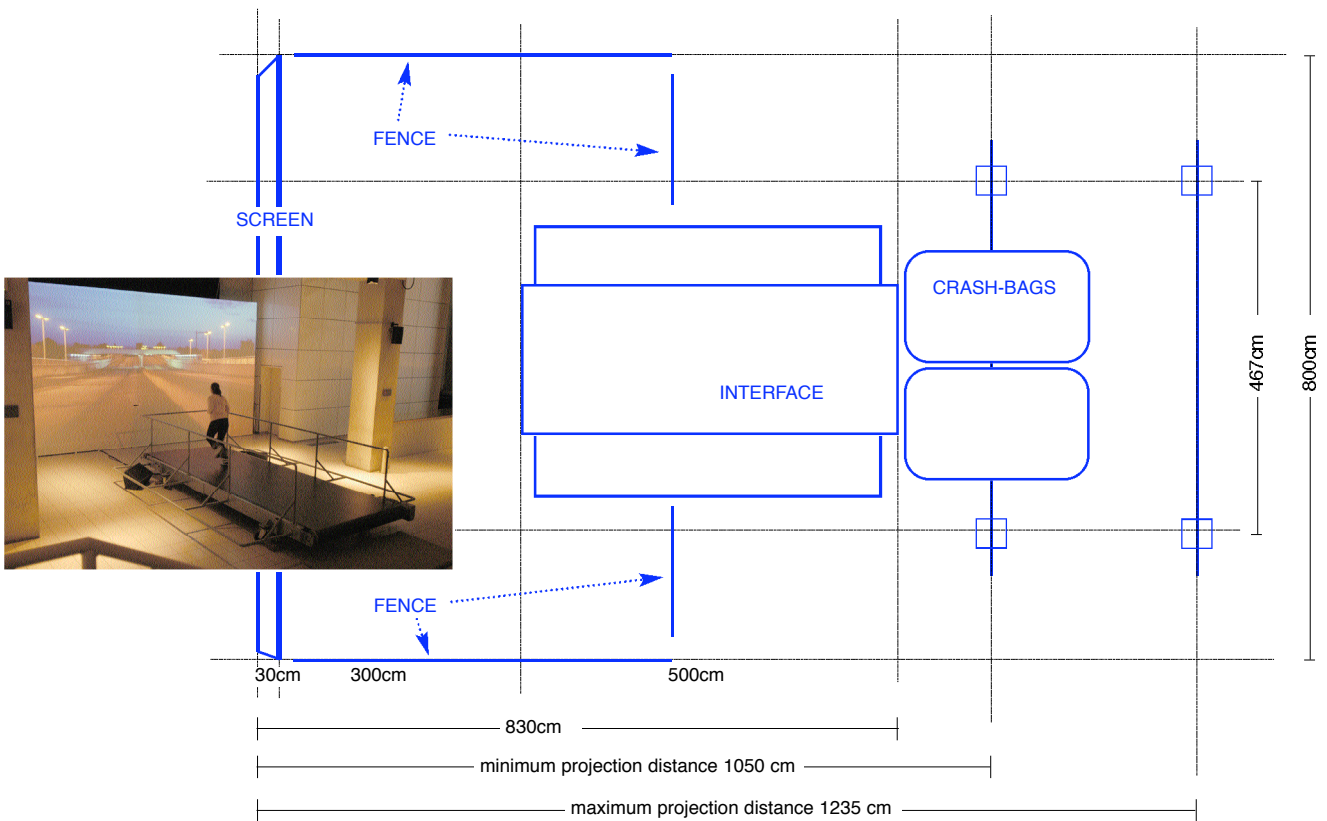 FENCE
SCREEN
CRASH-BAGS
INTERFACE
467cm
800cm
FENCE
30cm
300cm
500cm
830cm
minimum projection distance 1050 cm
maximum projection distance 1235 cm